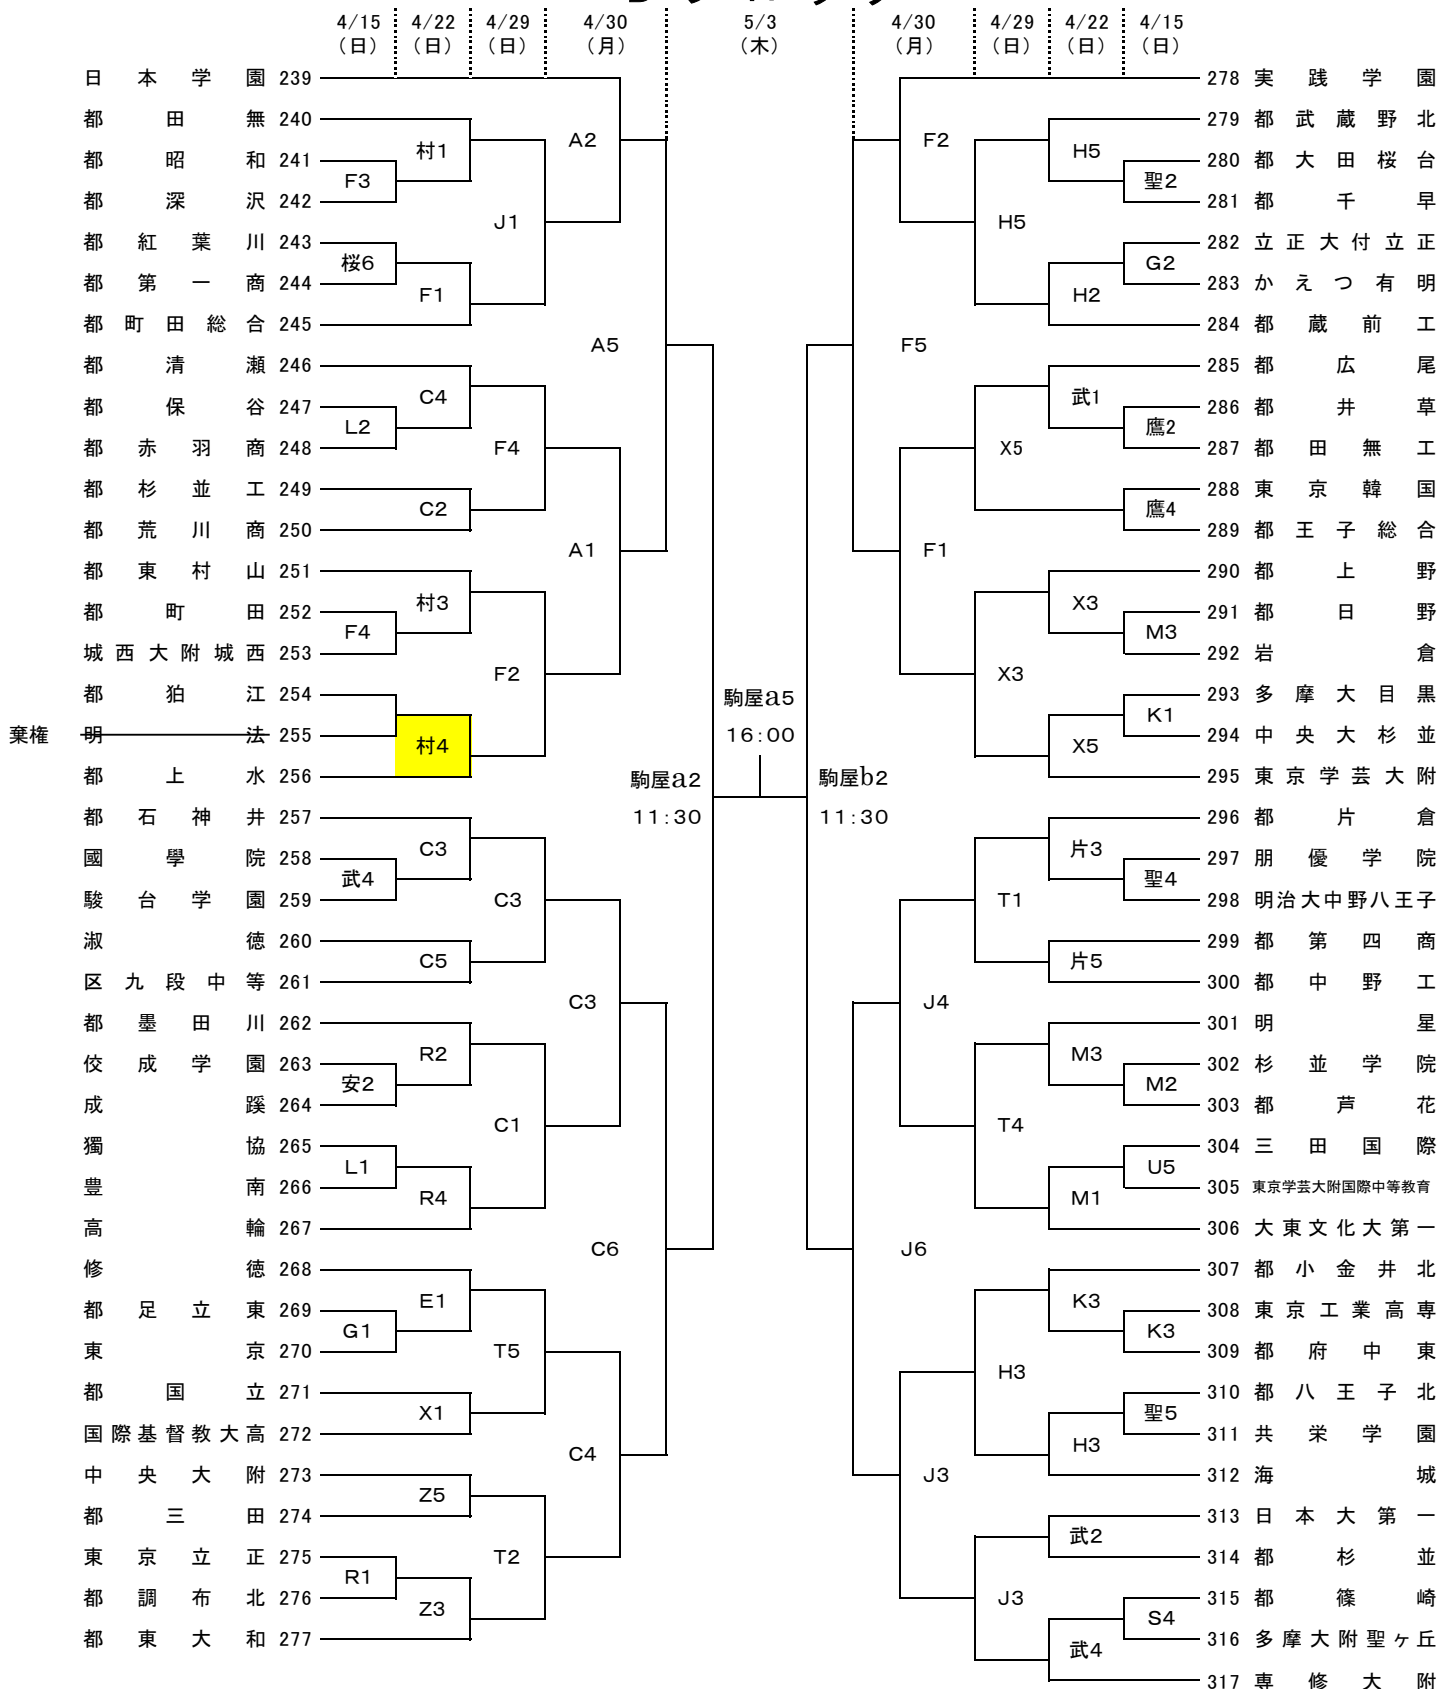 4/15 4/22 4/29 4/30 5/3 4/30 4/29 4/22 4/15
（日） （日） （日） （月） （木） （月） （日） （日） （日）
日本学園 239 278 実践学園
都田無 240 279 都武蔵野北
A2 F2
村1 H5
都昭和 241 280 都大田桜台
F3 聖2
都深沢 242 281 都千早
J1 H5
都紅葉川 243 282 立正大付立正
桜6 G2
都第一商 244 283 かえつ有明
F1 H2
都町田総合 245 284 都蔵前工
A5 F5
都清瀬 246 285 都広尾
C4 武1
都保谷 247 286 都井草
L2 鷹2
都赤羽商 248 F4 X5 287 都田無工
都杉並工 249 288 東京韓国
C2 鷹4
都荒川商 250 289 都王子総合
A1 F1
都東村山 251 290 都上野
村3 X3
都町田 252 291 都日野
F4 M3
城西大附城西 253 292 岩倉
F2 X3
都狛江 254 駒屋a5 293 多摩大目黒
K1
棄権 明法 255 16:00 294 中央大杉並
村4 X5
都上水 256 駒屋a2 駒屋b2 295 東京学芸大附
都石神井 257 11:30 11:30 296 都片倉
C3 片3
國學院 258 297 朋優学院
武4 聖4
駿台学園 259 C3 T1 298 明治大中野八王子
淑徳 260 299 都第四商
C5 片5
区九段中等 261 300 都中野工
C3 J4
都墨田川 262 301 明星
R2 M3
佼成学園 263 302 杉並学院
安2 M2
成蹊 264 303 都芦花
C1 T4
獨協 265 304 三田国際
L1 U5
豊南 266 305 東京学芸大附国際中等教育
R4 M1
高輪 267 306 大東文化大第一
C6 J6
修徳 268 307 都小金井北
E1 K3
都足立東 269 308 東京工業高専
G1 K3
東京 270 T5 309 都府中東
H3
都国立 271 310 都八王子北
X1 聖5
国際基督教大高 272 311 共栄学園
C4 H3
中央大附 273 J3 312 海城
Z5
都三田 274 313 日本大第一
武2
東京立正 275 T2 314 都杉並
R1
都調布北 276 J3 315 都篠崎
Z3 S4
都東大和 277 316 多摩大附聖ヶ丘
武4
317 専修大附